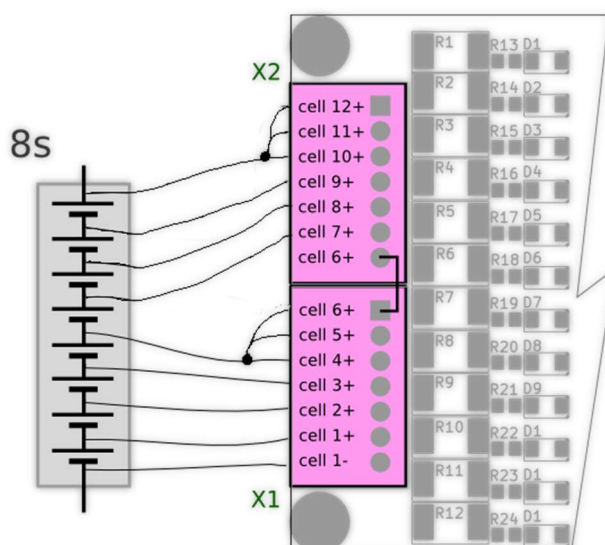 8s
X2
cell 12+
cell 11+
cell 10+
cell 9+
cell 8+
cell 7+
cell 6+
cell 6+
cell 5+
cell 4+
cell 3+
cell 2+
cell 1+
cell 1-
X1
R1 R13 D1
R2 R14 D2
R3 R15 D3
R4 R16 D4
R5 R17 D5
R6 R18 D6
R7 R19 D7
R8 R20 D8
R9 R21 D9
R10 R22 D1
R11 R23 D1
R12 R24 D1